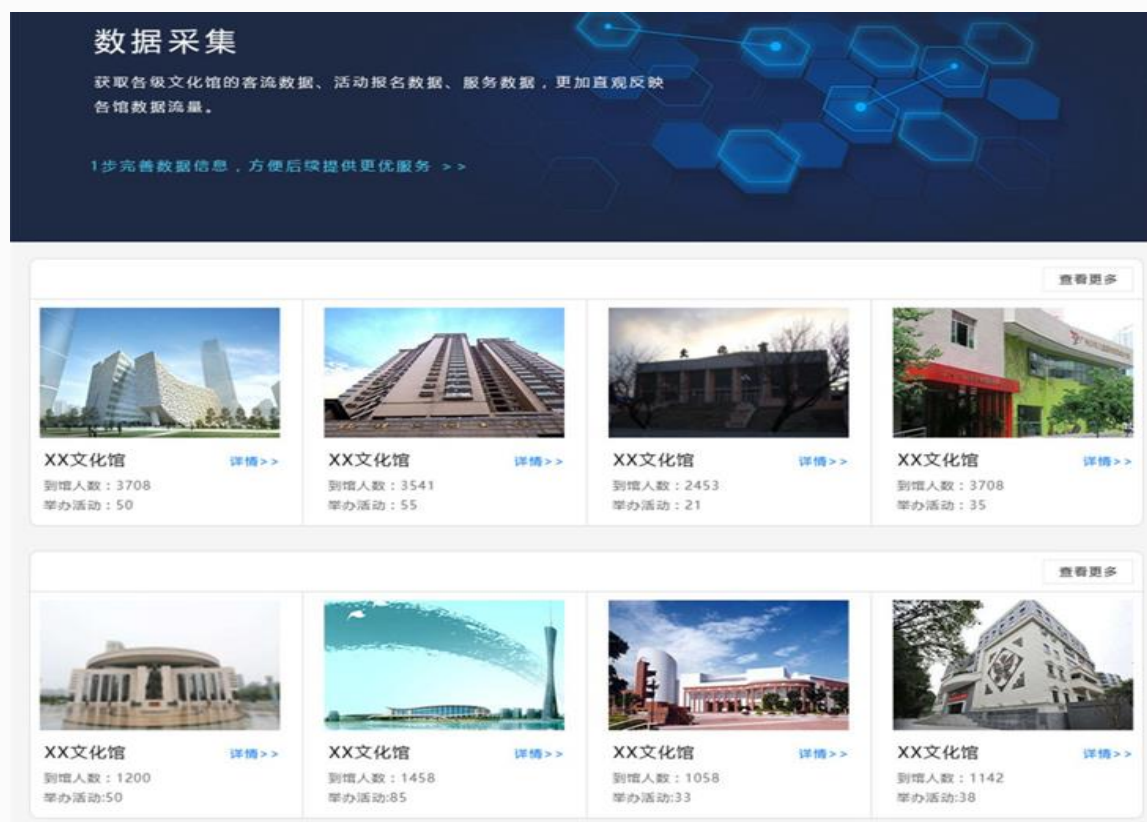 数据采集
获取各级文化馆的客流数据、活动报名数据、服务数据，更加直观反映
各馆数据流量。
1步完善数据信息，方便后续提供更优服务 >>
查看更多
XX文化馆 详情>>
到馆人数：3708
举办活动：50
XX文化馆 详情>>
到馆人数：3541
举办活动：55
XX文化馆 详情>>
到馆人数：2453
举办活动：21
XX文化馆 详情>>
到馆人数：3708
举办活动：35
查看更多
XX文化馆 详情>>
到馆人数：1200
举办活动:50
XX文化馆 详情>>
到馆人数：1458
举办活动:85
XX文化馆 详情>>
到馆人数：1058
举办活动:33
XX文化馆 详情>>
到馆人数：1142
举办活动:38